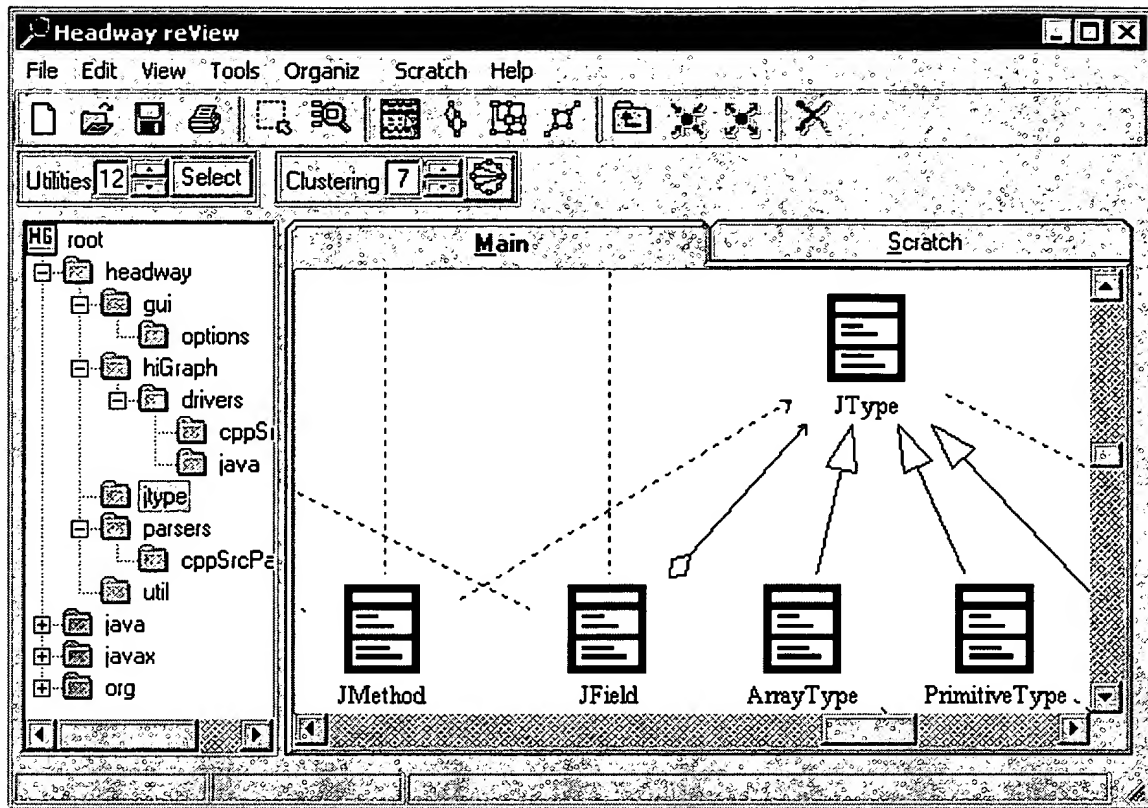 Headway reView
File Edit View Tools Organiz Scratch Help
Utilities 12 Select Clustering 7
HG root
headway
gui
options
hiGraph
drivers
cppSr
java
jtype
parsers
cppSrcPa
util
java
javax
org
Main Scratch
JType
JMethod JField ArrayType PrimitiveType